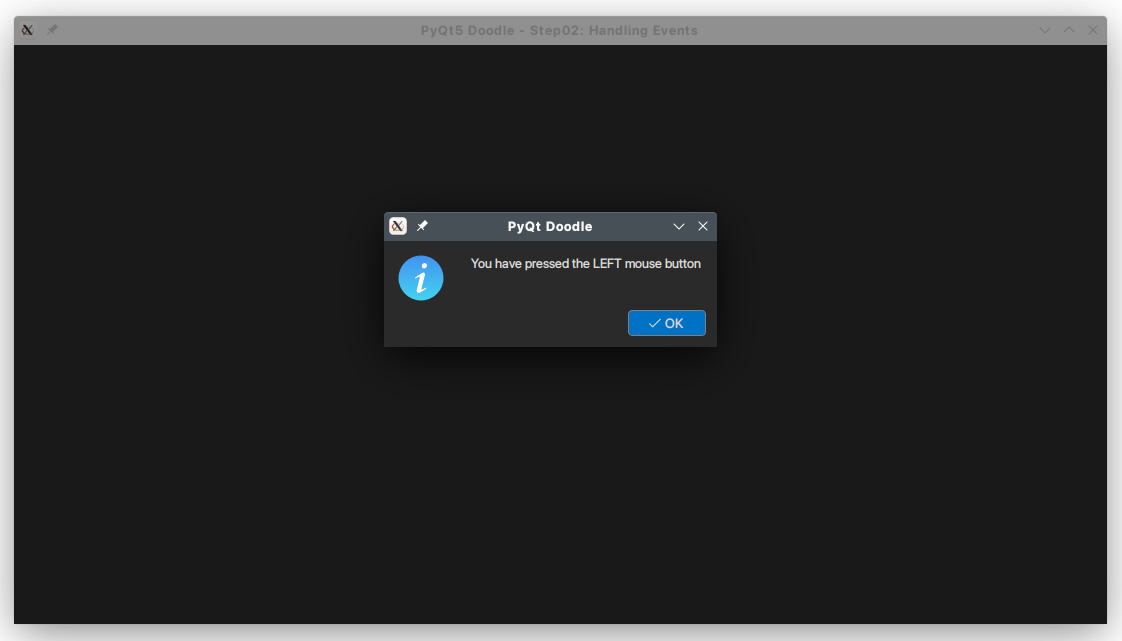 PyQt5 Doodle - Step02: Handling Events
PyQt Doodle
You have pressed the LEFT mouse button
OK